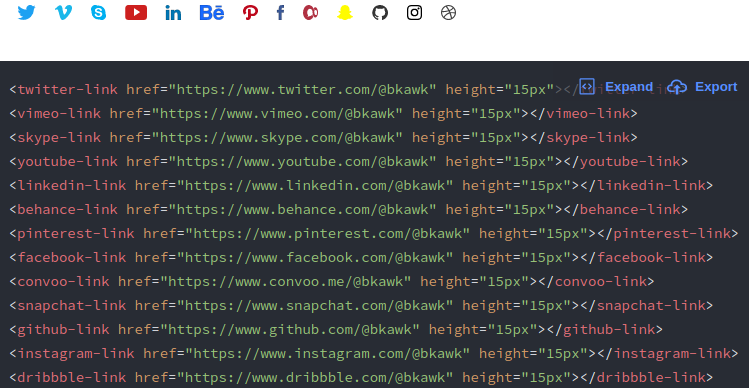 Bē
in
<twitter-link href="https://www.twitter.com/@bkawk" height="15px"></
Expand
Export
<vimeo-link href="https://www.vimeo.com/@bkawk" height="15px"></vimeo-link>
<skype-link href="https://www.skype.com/@bkawk" height="15px"></skype-link>
<youtube-link href="https://www.youtube.com/@bkawk" height="15px"></youtube-link>
<linkedin-link href="https://www.linkedin.com/@bkawk" height="15px"></linkedin-link>
<behance-link href="https://www.behance.com/@bkawk" height="15px"></behance-link>
<pinterest-link href="https://www.pinterest.com/@bkawk" height="15px"></pinterest-link>
<facebook-link href="https://www.facebook.com/@bkawk" height="15px"></facebook-link>
<convoo-link href="https://www.convoo.me/@bkawk" height="15px"></convoo-link>
<snapchat-link href="https://www.snapchat.com/@bkawk" height="15px"></snapchat-link>
<github-link href="https://www.github.com/@bkawk" height="15px"></github-link>
<instagram-link href="https://www.instagram.com/@bkawk" height="15px"></instagram-link>
<dribbble-link href="https://www.dribbble.com/@bkawk" height="15px"></dribbble-link>